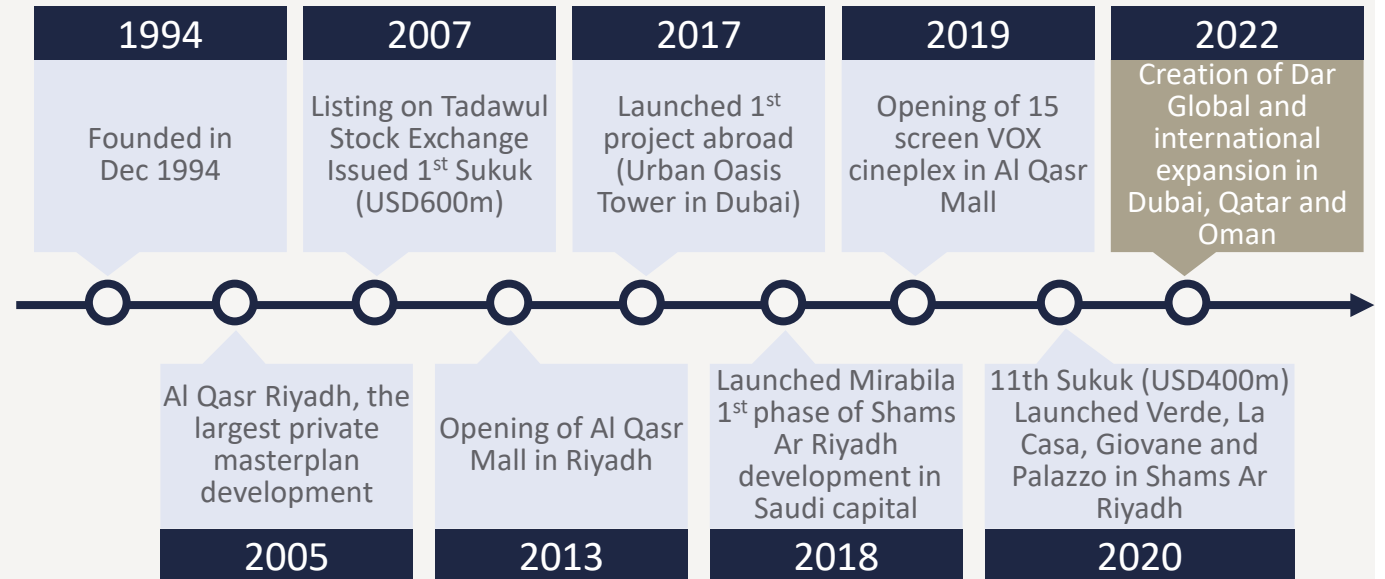 1994
Founded in
Dec 1994
2007
Listing on Tadawul
Stock Exchange
Issued 1st Sukuk
(USD600m)
2017
Launched 1st
project abroad
(Urban Oasis
Tower in Dubai)
2019
Opening of 15
screen VOX
cineplex in Al Qasr
Mall
2022
Creation of Dar
Global and
international
expansion in
Dubai, Qatar and
Oman
Al Qasr Riyadh, the
largest private
masterplan
development
2005
Opening of Al Qasr
Mall in Riyadh
2013
Launched Mirabila
1st phase of Shams
Ar Riyadh
development in
Saudi capital
2018
11th Sukuk (USD400m)
Launched Verde, La
Casa, Giovane and
Palazzo in Shams Ar
Riyadh
2020